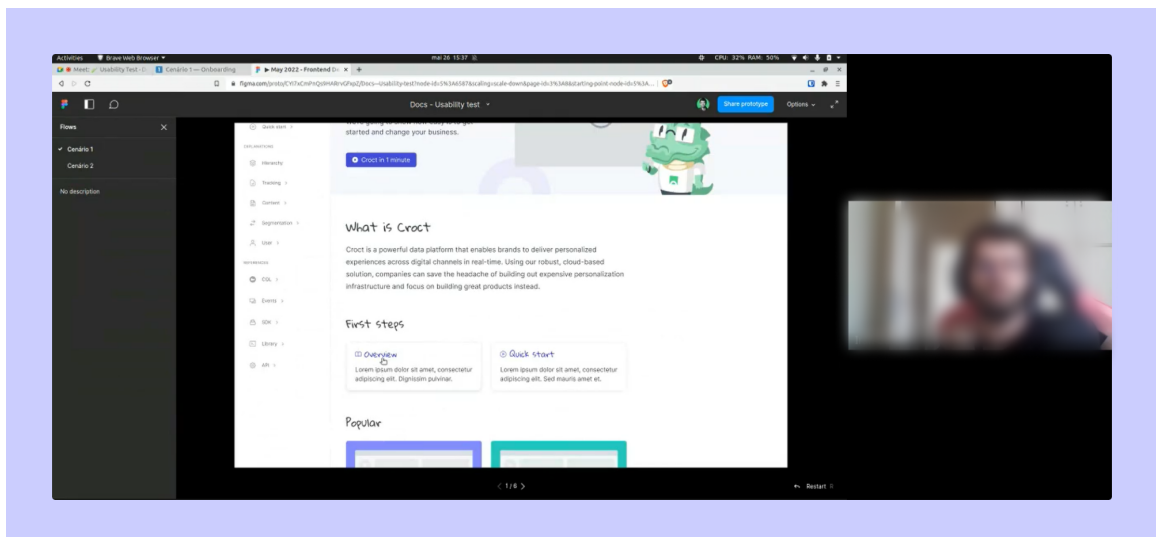 Activities Brave Web Browser
mai 26 15:37
CPU: 32% RAM: 50%
Meet: Usability Test
Cenário 1 — Onboarding
May 2022 - Frontend
Docs - Usability test
Share prototype
Options
Flows
Cenário 1
Cenário 2
No description
Quick start
EXPLANATIONS
Hierarchy
Tracking
Content
Segmentation
User
REFERENCES
CQL
Events
SDK
Library
API
started and change your business.
Croct in 1 minute
What is Croct
Croct is a powerful data platform that enables brands to deliver personalized
experiences across digital channels in real-time. Using our robust, cloud-based
solution, companies can save the headache of building out expensive personalization
infrastructure and focus on building great products instead.
First steps
Overview
Lorem ipsum dolor sit amet, consectetur
adipiscing elit. Dignissim pulvinar.
Quick start
Lorem ipsum dolor sit amet, consectetur
adipiscing elit. Sed mauris amet et.
Popular
1/6
Restart R